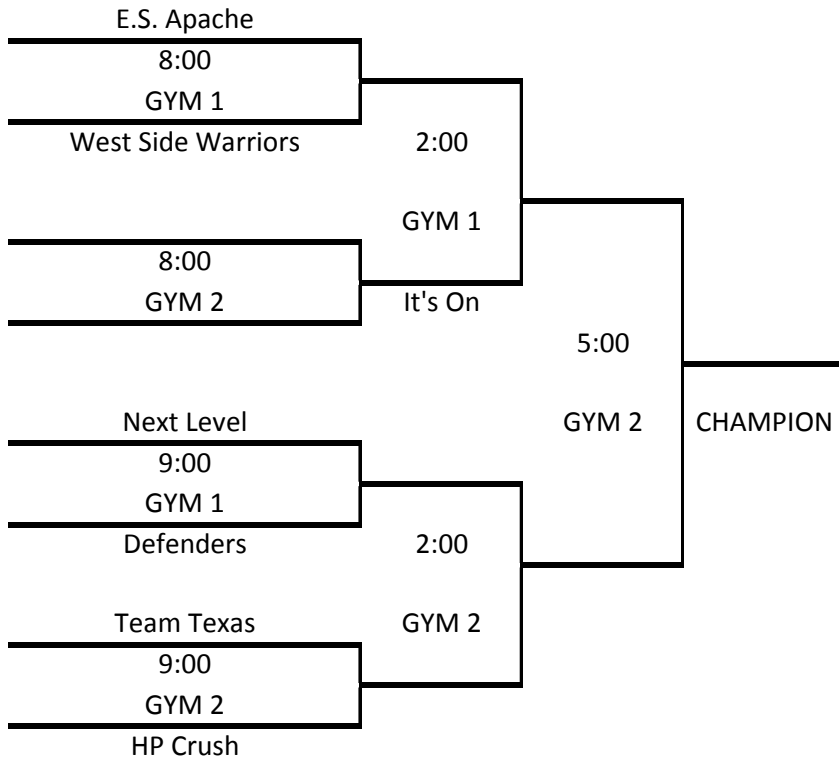 E.S. Apache
8:00
GYM 1
West Side Warriors
2:00
GYM 1
8:00
GYM 2
It's On
5:00
GYM 2
CHAMPION
Next Level
9:00
GYM 1
Defenders
2:00
GYM 2
Team Texas
9:00
GYM 2
HP Crush